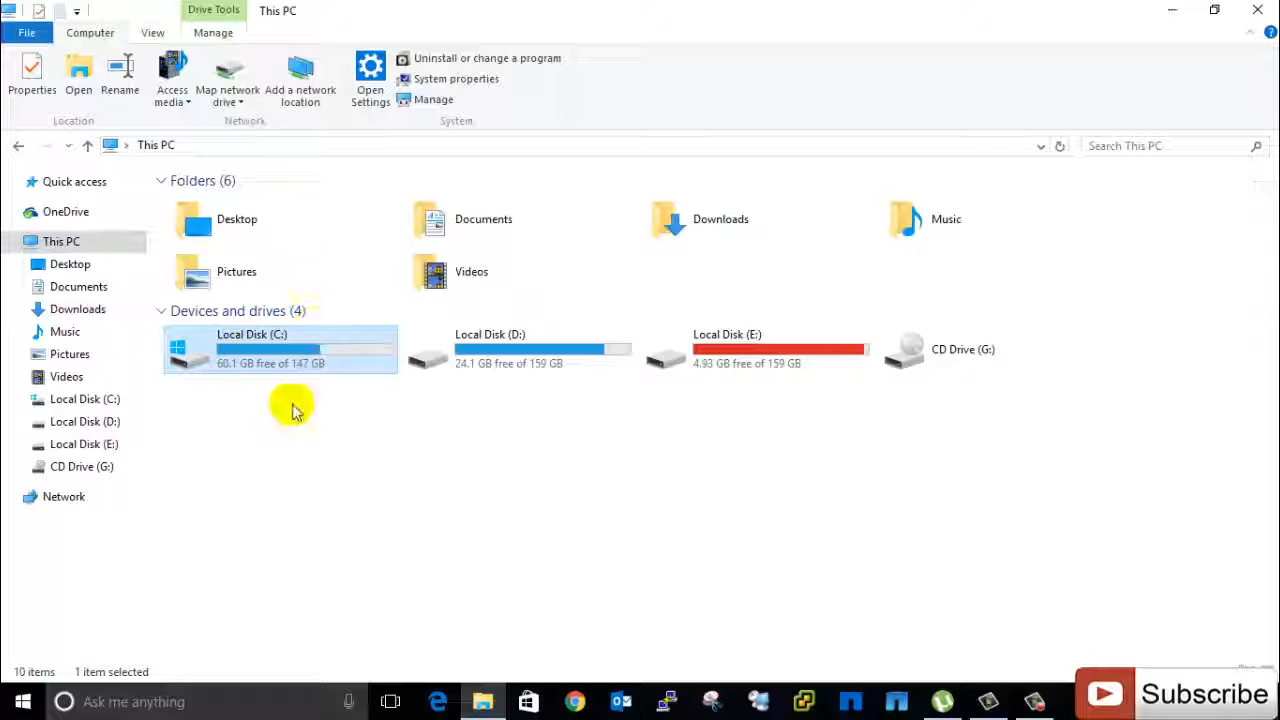 Drive Tools
This PC
File
Computer
View
Manage
Properties
Open
Rename
Access
media
Map network
drive
Add a network
location
Open
Settings
Uninstall or change a program
System properties
Manage
Location
Network
System
This PC
Search This PC
Quick access
OneDrive
This PC
Desktop
Documents
Downloads
Music
Pictures
Videos
Local Disk (C:)
Local Disk (D:)
Local Disk (E:)
CD Drive (G:)
Network
Folders (6)
Desktop
Documents
Downloads
Music
Pictures
Videos
Devices and drives (4)
Local Disk (C:)
60.1 GB free of 147 GB
Local Disk (D:)
24.1 GB free of 159 GB
Local Disk (E:)
4.93 GB free of 159 GB
CD Drive (G:)
10 items
1 item selected
Ask me anything
Subscribe